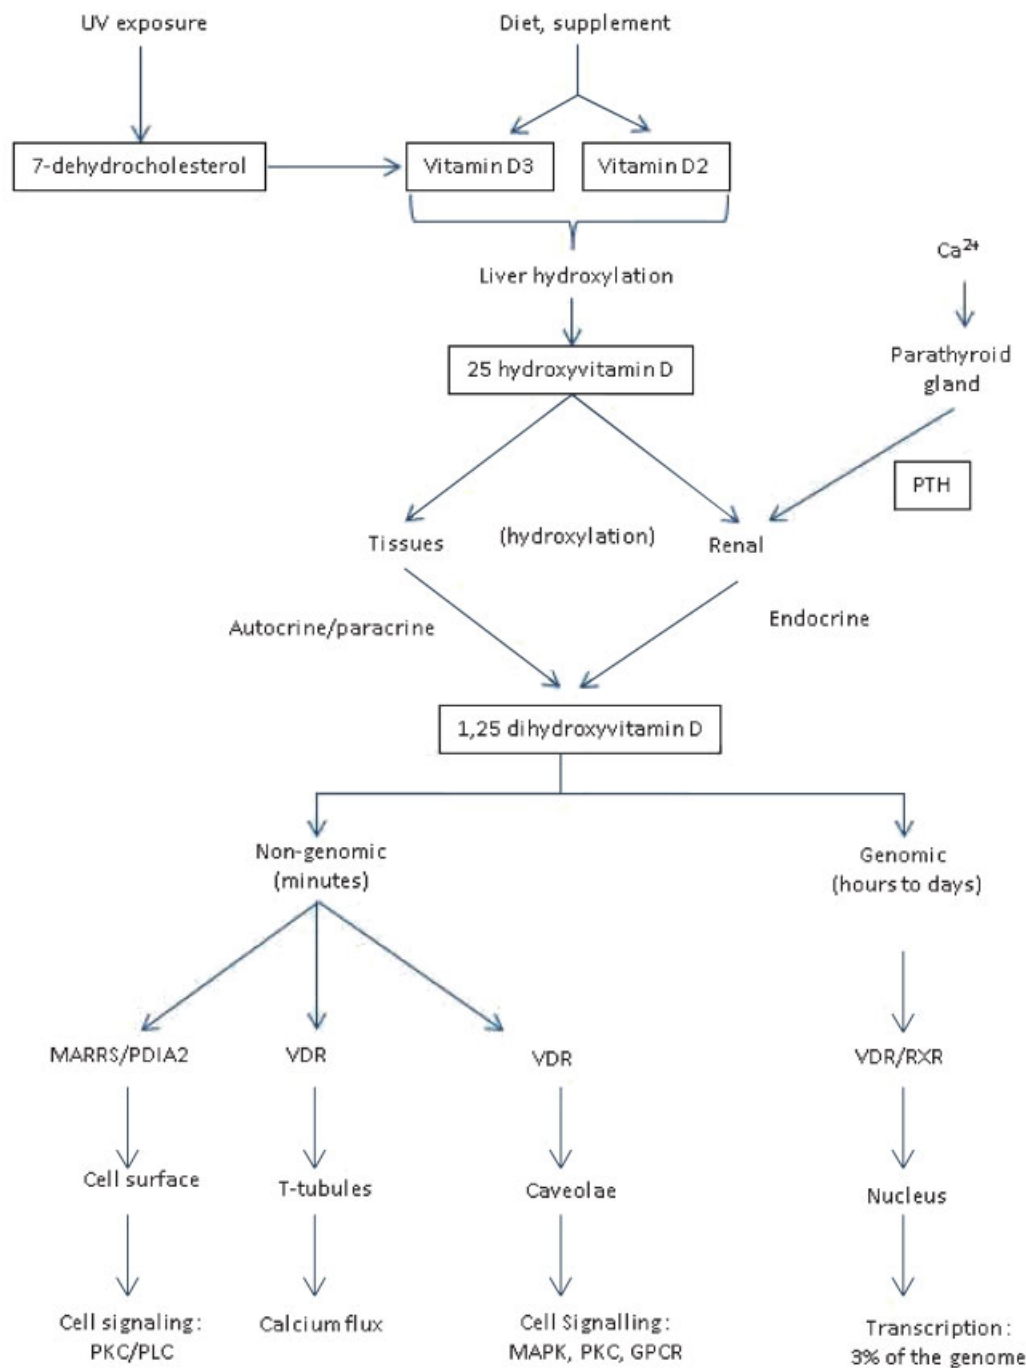 UV exposure
Diet, supplement
7-dehydrocholesterol
Vitamin D3
Vitamin D2
Ca2+
Liver hydroxylation
Parathyroid
gland
25 hydroxyvitamin D
PTH
Tissues
(hydroxylation)
Renal
Autocrine/paracrine
Endocrine
1,25 dihydroxyvitamin D
Non-genomic
(minutes)
Genomic
(hours to days)
MARRS/PDIA2
VDR
VDR
VDR/RXR
Cell surface
T-tubules
Caveolae
Nucleus
Cell signaling:
PKC/PLC
Calcium flux
Cell Signalling:
MAPK, PKC, GPCR
Transcription:
3% of the genome